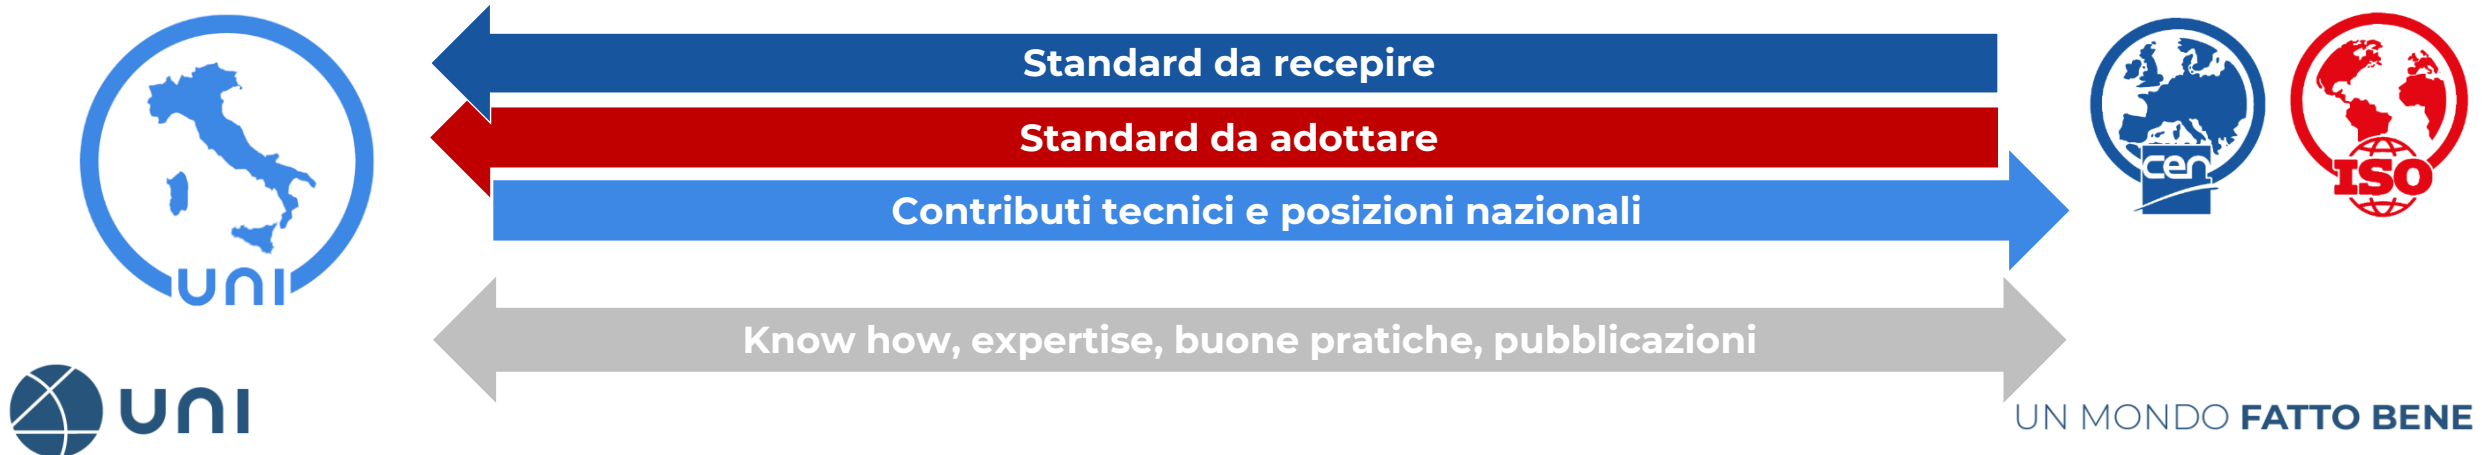 Standard da recepire
Standard da adottare
Contributi tecnici e posizioni nazionali
cen
ISO
UNI
Know how, expertise, buone pratiche, pubblicazioni
UNI
UN MONDO FATTO BENE